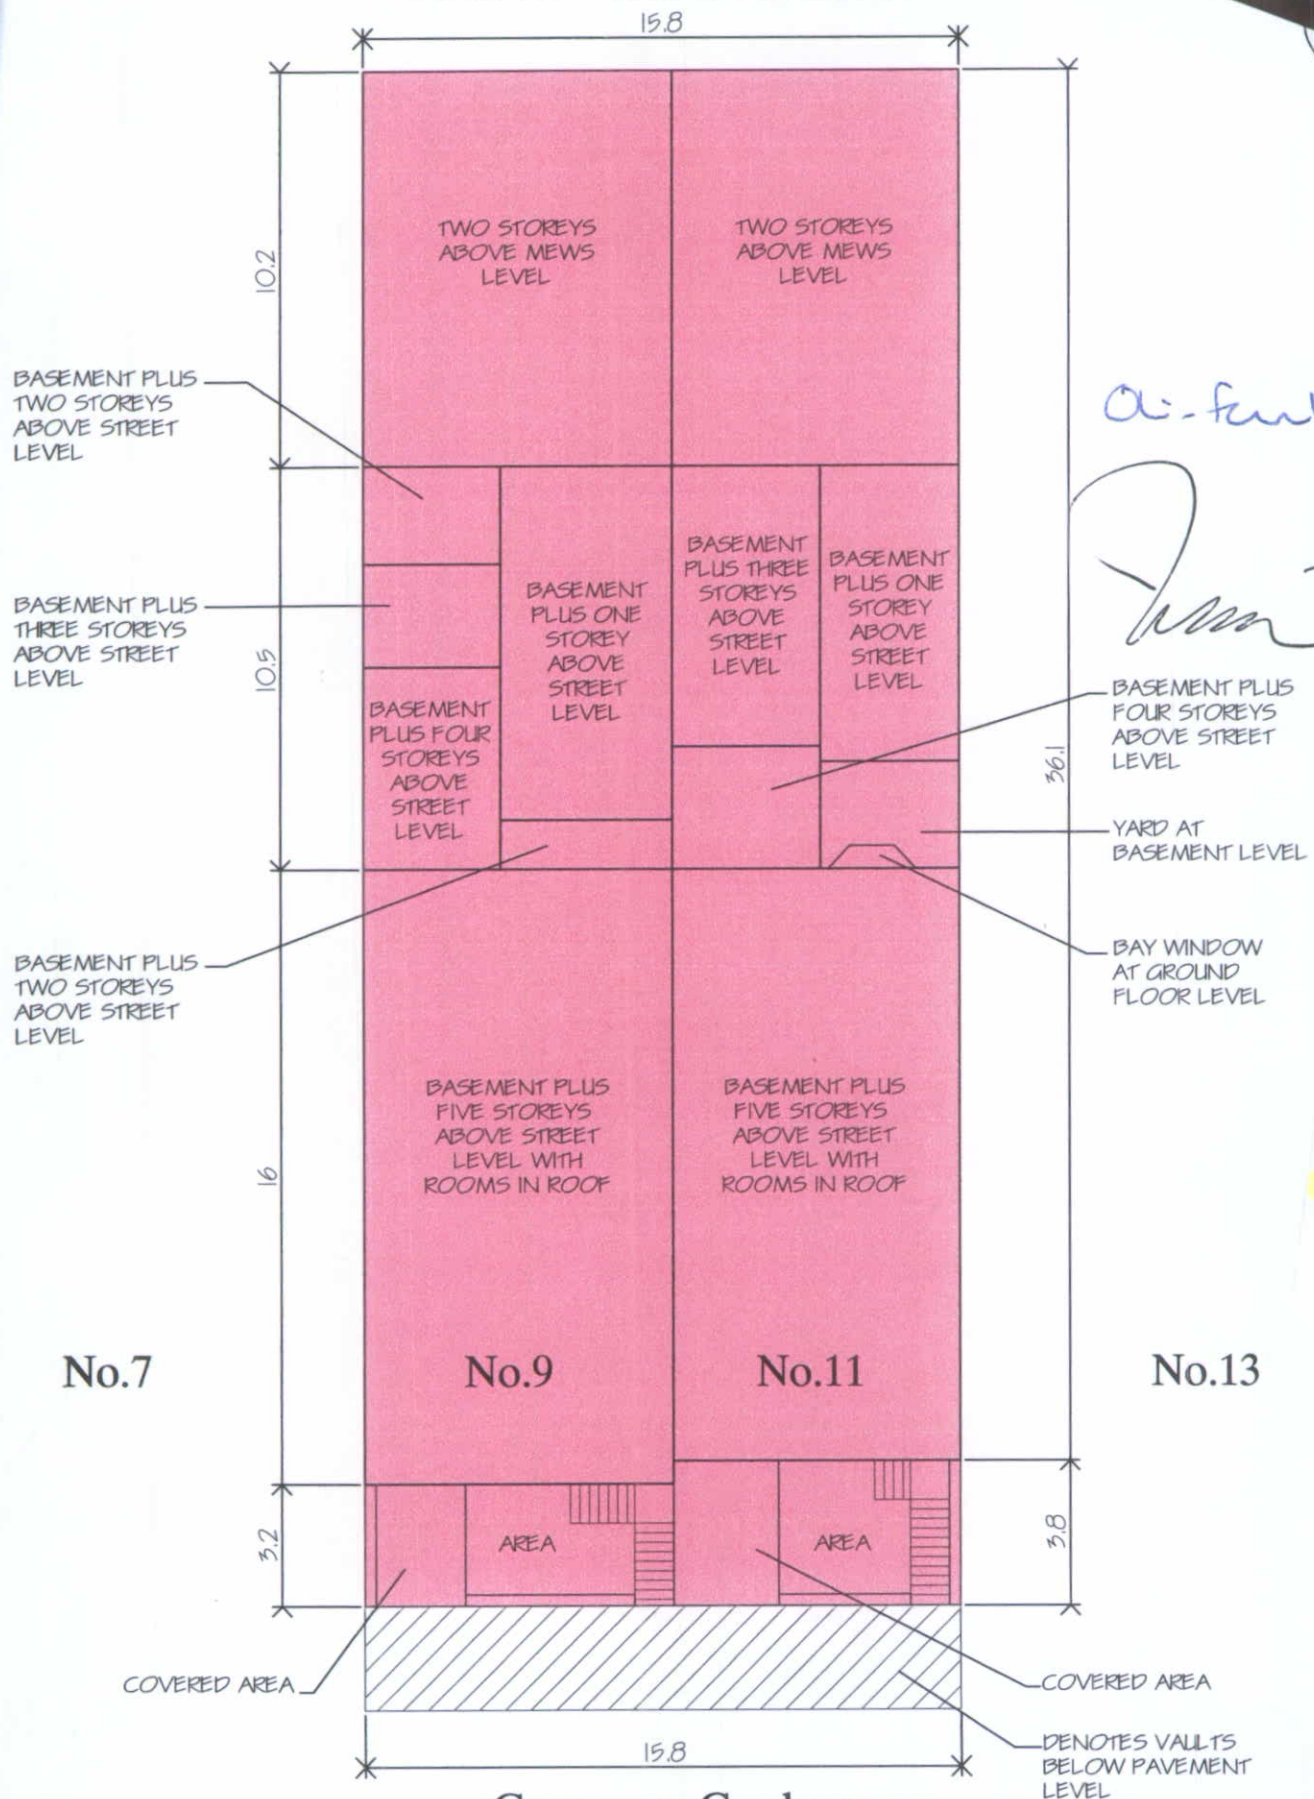 15.8
TWO STOREYS
ABOVE MEWS
LEVEL
TWO STOREYS
ABOVE MEWS
LEVEL
10.2
BASEMENT PLUS
TWO STOREYS
ABOVE STREET
LEVEL
BASEMENT PLUS
THREE STOREYS
ABOVE STREET
LEVEL
10.5
BASEMENT
PLUS FOUR
STOREYS
ABOVE
STREET
LEVEL
BASEMENT
PLUS ONE
STOREY
ABOVE
STREET
LEVEL
BASEMENT
PLUS THREE
STOREYS
ABOVE
STREET
LEVEL
BASEMENT
PLUS ONE
STOREY
ABOVE
STREET
LEVEL
BASEMENT PLUS
FOUR STOREYS
ABOVE STREET
LEVEL
36.1
YARD AT
BASEMENT LEVEL
BAY WINDOW
AT GROUND
FLOOR LEVEL
BASEMENT PLUS
TWO STOREYS
ABOVE STREET
LEVEL
16
BASEMENT PLUS
FIVE STOREYS
ABOVE STREET
LEVEL WITH
ROOMS IN ROOF
BASEMENT PLUS
FIVE STOREYS
ABOVE STREET
LEVEL WITH
ROOMS IN ROOF
No.7
No.9
No.11
No.13
3.2
AREA
AREA
3.8
COVERED AREA
COVERED AREA
DENOTES VAULTS
BELOW PAVEMENT
LEVEL
15.8